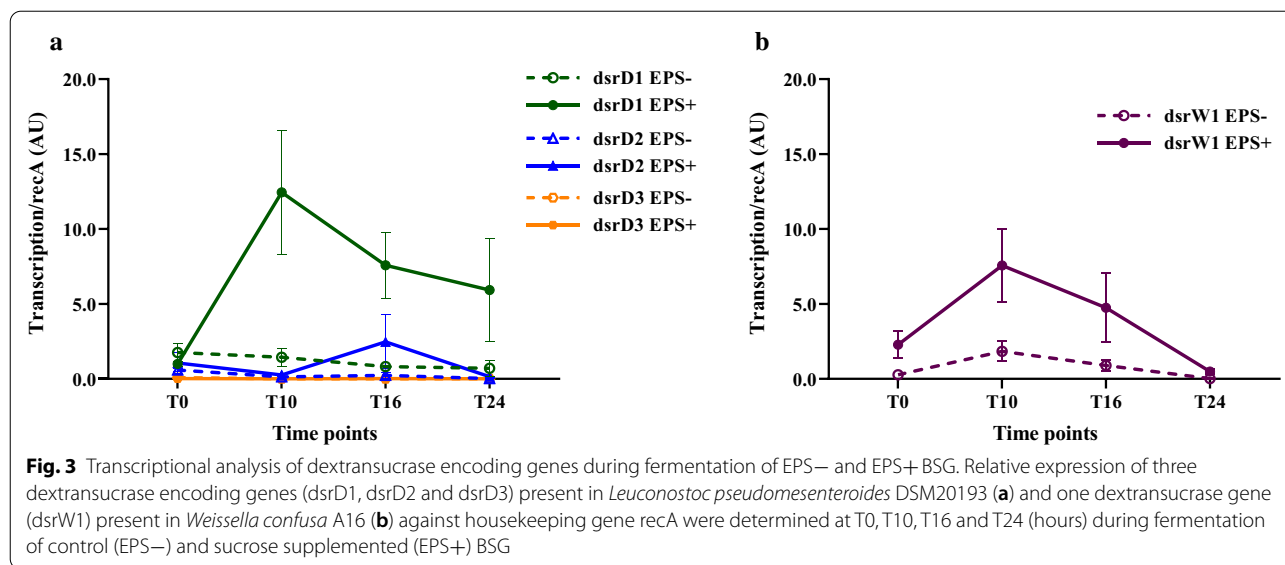 a
20.0
15.0
10.0
5.0
0.0
Transcription/recA (AU)
T0 T10 T16 T24
Time points
dsrD1 EPS-
dsrD1 EPS+
dsrD2 EPS-
dsrD2 EPS+
dsrD3 EPS-
dsrD3 EPS+
b
20.0
15.0
10.0
5.0
0.0
Transcription/recA (AU)
T0 T10 T16 T24
Time points
dsrW1 EPS-
dsrW1 EPS+
Fig. 3 Transcriptional analysis of dextransucrase encoding genes during fermentation of EPS− and EPS+ BSG. Relative expression of three
dextransucrase encoding genes (dsrD1, dsrD2 and dsrD3) present in Leuconostoc pseudomesenteroides DSM20193 (a) and one dextransucrase gene
(dsrW1) present in Weissella confusa A16 (b) against housekeeping gene recA were determined at T0, T10, T16 and T24 (hours) during fermentation
of control (EPS−) and sucrose supplemented (EPS+) BSG